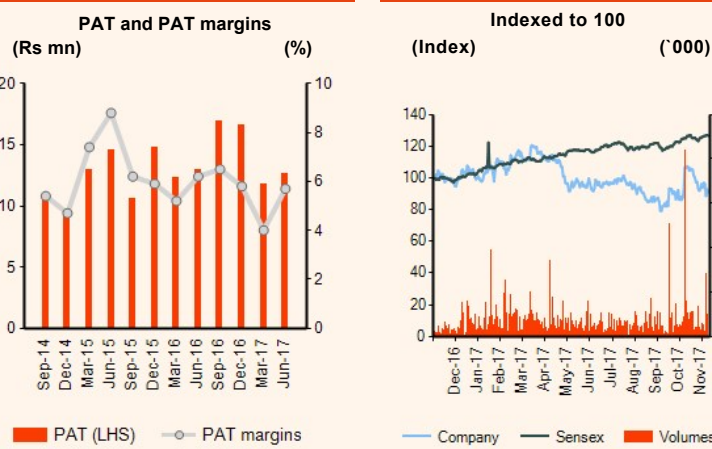 PAT and PAT margins
(Rs mn) (%)
20
15
10
5
0
10
8
6
4
2
0
Sep-14
Dec-14
Mar-15
Jun-15
Sep-15
Dec-15
Mar-16
Jun-16
Sep-16
Dec-16
Mar-17
Jun-17
PAT (LHS) PAT margins
Indexed to 100
(Index) (`000)
140
120
100
80
60
40
20
0
Dec-16
Jan-17
Feb-17
Mar-17
Apr-17
May-17
Jun-17
Jul-17
Aug-17
Sep-17
Oct-17
Nov-17
Company Sensex Volumes